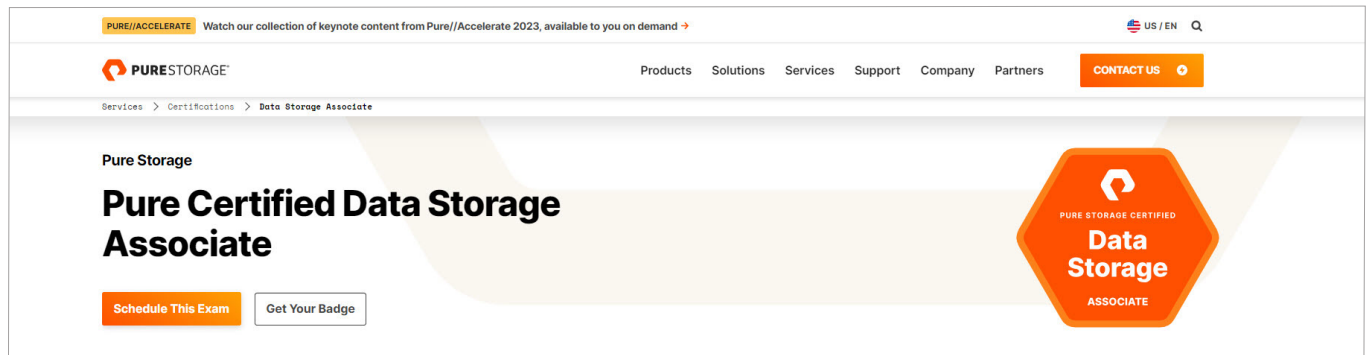 PURE//ACCELERATE Watch our collection of keynote content from Pure//Accelerate 2023, available to you on demand →
US / EN
PURESTORAGE®
Products Solutions Services Support Company Partners CONTACT US
Services > Certifications > Data Storage Associate
Pure Storage
Pure Certified Data Storage
Associate
Schedule This Exam Get Your Badge
PURE STORAGE CERTIFIED
Data
Storage
ASSOCIATE